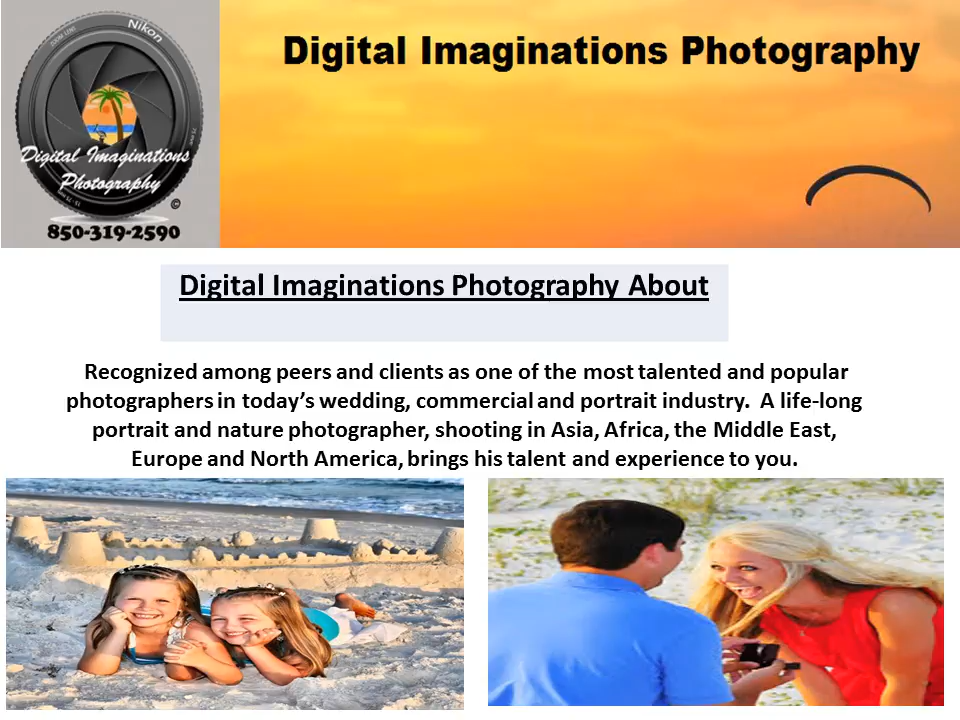 Digital Imaginations Photography
Nikon
Digital Imaginations
Photography
©
850-319-2590
Digital Imaginations Photography About
Recognized among peers and clients as one of the most talented and popular
photographers in today’s wedding, commercial and portrait industry.  A life-long
portrait and nature photographer, shooting in Asia, Africa, the Middle East,
Europe and North America, brings his talent and experience to you.